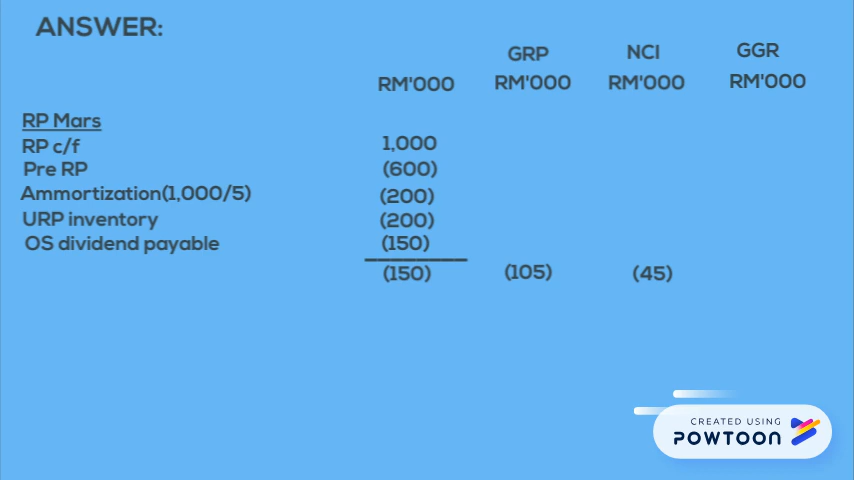 ANSWER:
GRP NCI GGR
RM'000 RM'000 RM'000 RM'000
RP Mars
RP c/f 1,000
Pre RP (600)
Ammortization(1,000/5) (200)
URP inventory (200)
OS dividend payable (150)
(150) (105) (45)
CREATED USING
POWTOON